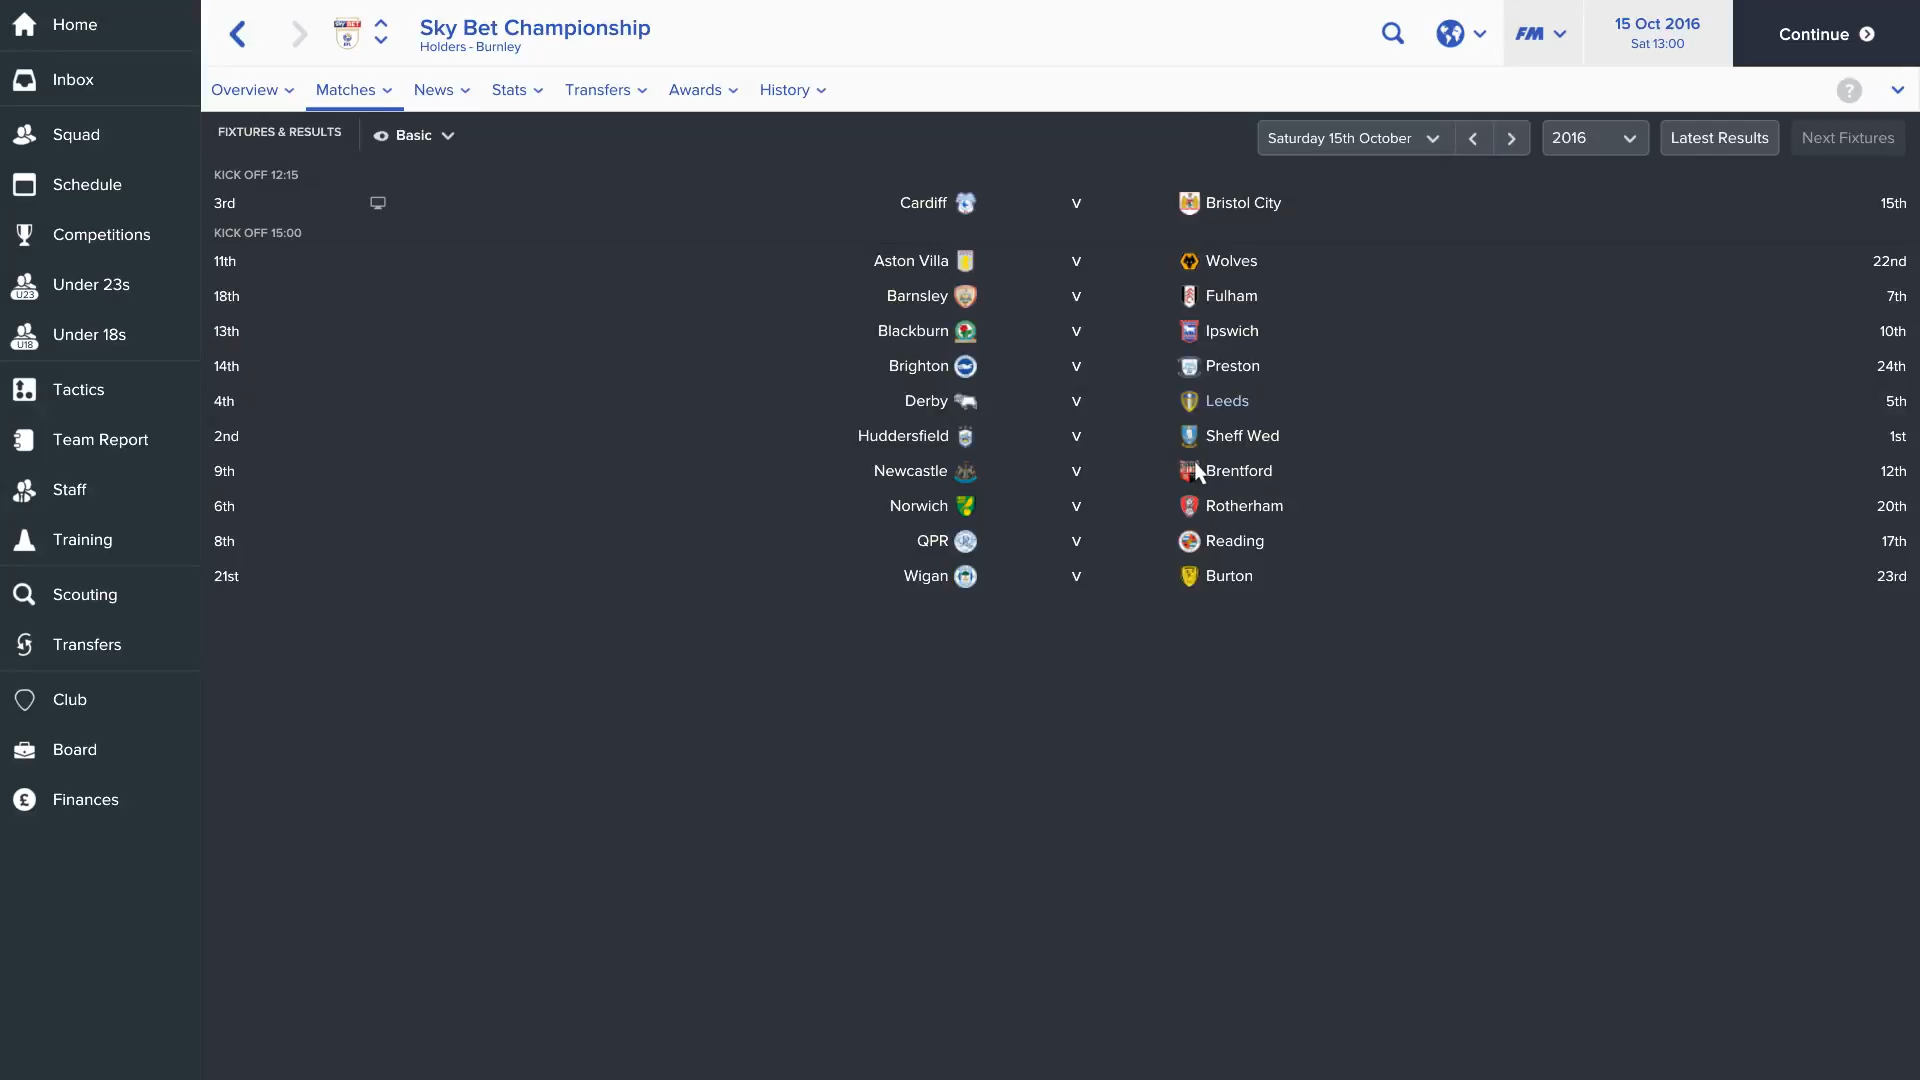 Home
Inbox
Squad
Schedule
Competitions
U23 Under 23s
U18 Under 18s
Tactics
Team Report
Staff
Training
Scouting
Transfers
Club
Board
£ Finances
Sky Bet Championship
Holders - Burnley
FM
15 Oct 2016
Sat 13:00
Continue
Overview Matches News Stats Transfers Awards History ?
FIXTURES & RESULTS Basic Saturday 15th October 2016 Latest Results Next Fixtures
KICK OFF 12:15
3rd Cardiff v Bristol City 15th
KICK OFF 15:00
11th Aston Villa v Wolves 22nd
18th Barnsley v Fulham 7th
13th Blackburn v Ipswich 10th
14th Brighton v Preston 24th
4th Derby v Leeds 5th
2nd Huddersfield v Sheff Wed 1st
9th Newcastle v Brentford 12th
6th Norwich v Rotherham 20th
8th QPR v Reading 17th
21st Wigan v Burton 23rd